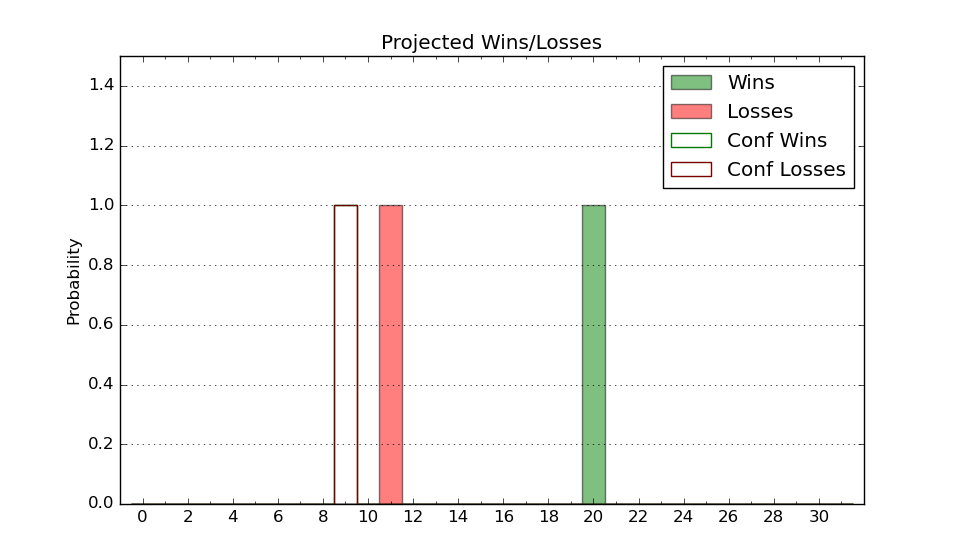 Projected Wins/Losses
Wins
Losses
Conf Wins
Conf Losses
Probability
1.4
1.2
1.0
0.8
0.6
0.4
0.2
0.0
0 2 4 6 8 10 12 14 16 18 20 22 24 26 28 30